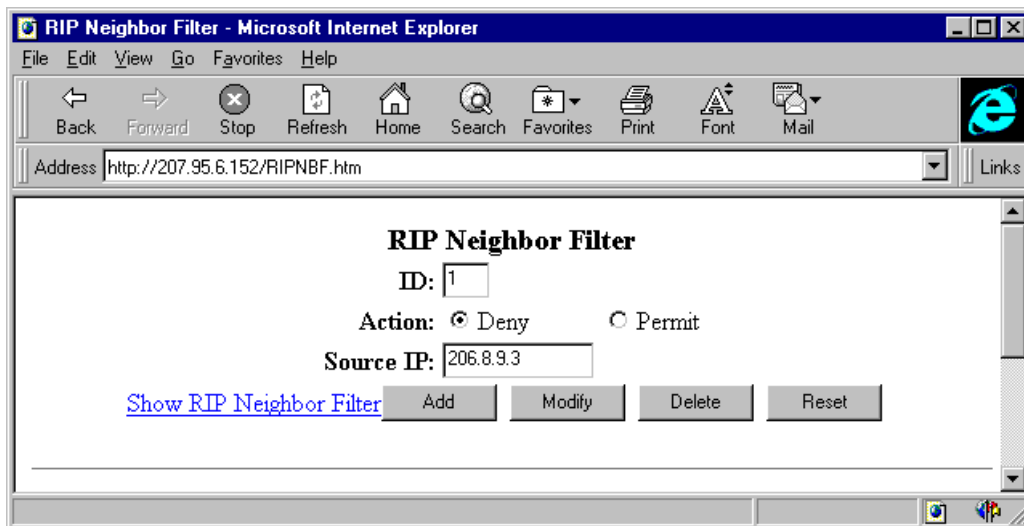 RIP Neighbor Filter - Microsoft Internet Explorer
File Edit View Go Favorites Help
Back Forward Stop Refresh Home Search Favorites Print Font Mail
Address http://207.95.6.152/RIPNBF.htm Links
RIP Neighbor Filter
ID: 1
Action: Deny Permit
Source IP: 206.8.9.3
Show RIP Neighbor Filter Add Modify Delete Reset